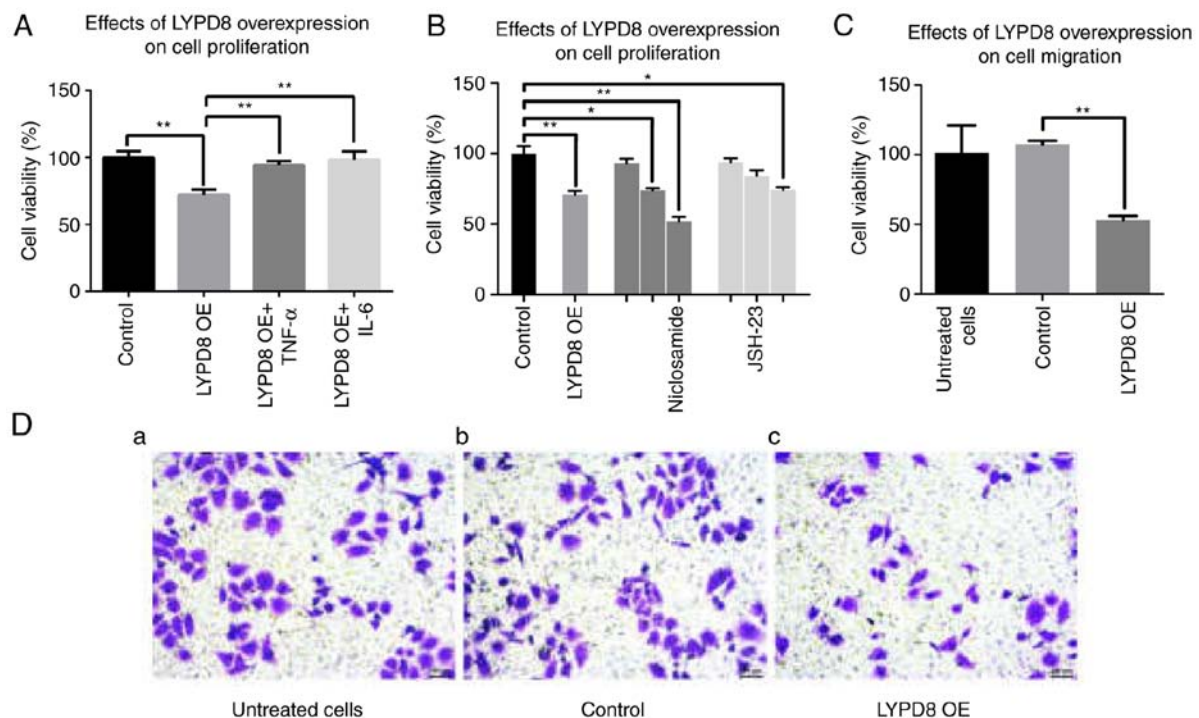 A
Effects of LYPD8 overexpression
on cell proliferation
Cell viability (%)
150
100
50
0
**
**
**
Control
LYPD8 OE
LYPD8 OE+
TNF-α
LYPD8 OE+
IL-6
B
Effects of LYPD8 overexpression
on cell proliferation
Cell viability (%)
150
100
50
0
*
**
*
**
Control
LYPD8 OE
Niclosamide
JSH-23
C
Effects of LYPD8 overexpression
on cell migration
Cell viability (%)
150
100
50
0
**
Untreated
cells
Control
LYPD8 OE
D
a
b
c
Untreated cells
Control
LYPD8 OE